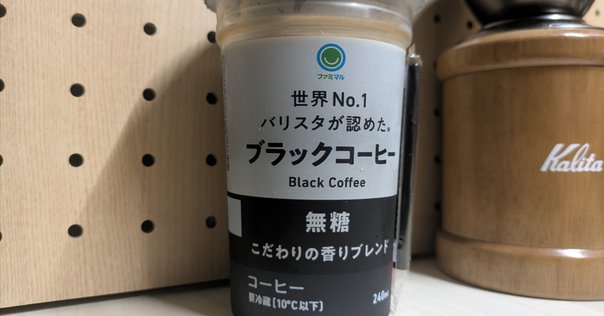 ファミマル
世界No.1
バリスタが認めた。
ブラックコーヒー
Black Coffee
無糖
こだわりの香りブレンド
コーヒー
要冷蔵[10℃以下]
240ml
Kalita